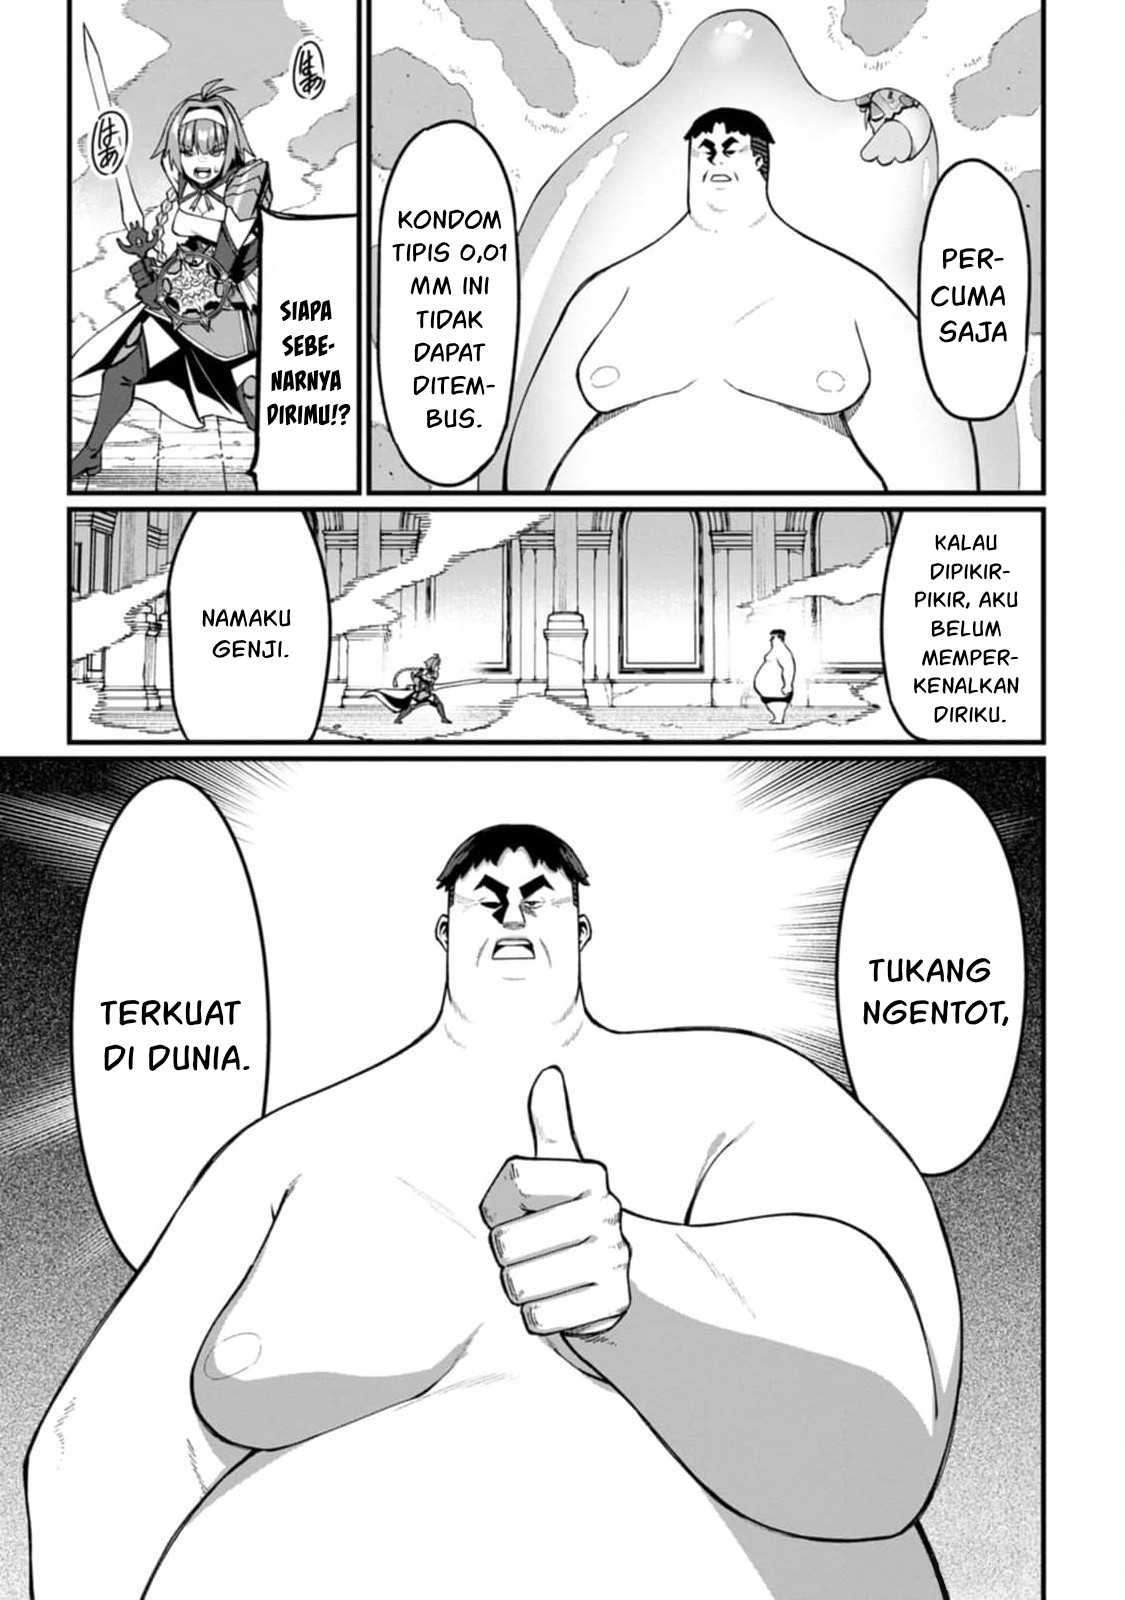 PER-
CUMA
SAJA
KONDOM
TIPIS 0,01
MM INI
TIDAK
DAPAT
DITEM-
BUS.
はぁ
はぁ
SIAPA
SEBE-
NARNYA
DIRIMU!?
KALAU
DIPIKIR-
PIKIR, AKU
BELUM
MEMPER-
KENALKAN
DIRIKU.
NAMAKU
GENJI.
TUKANG
NGENTOT,
TERKUAT
DI DUNIA.